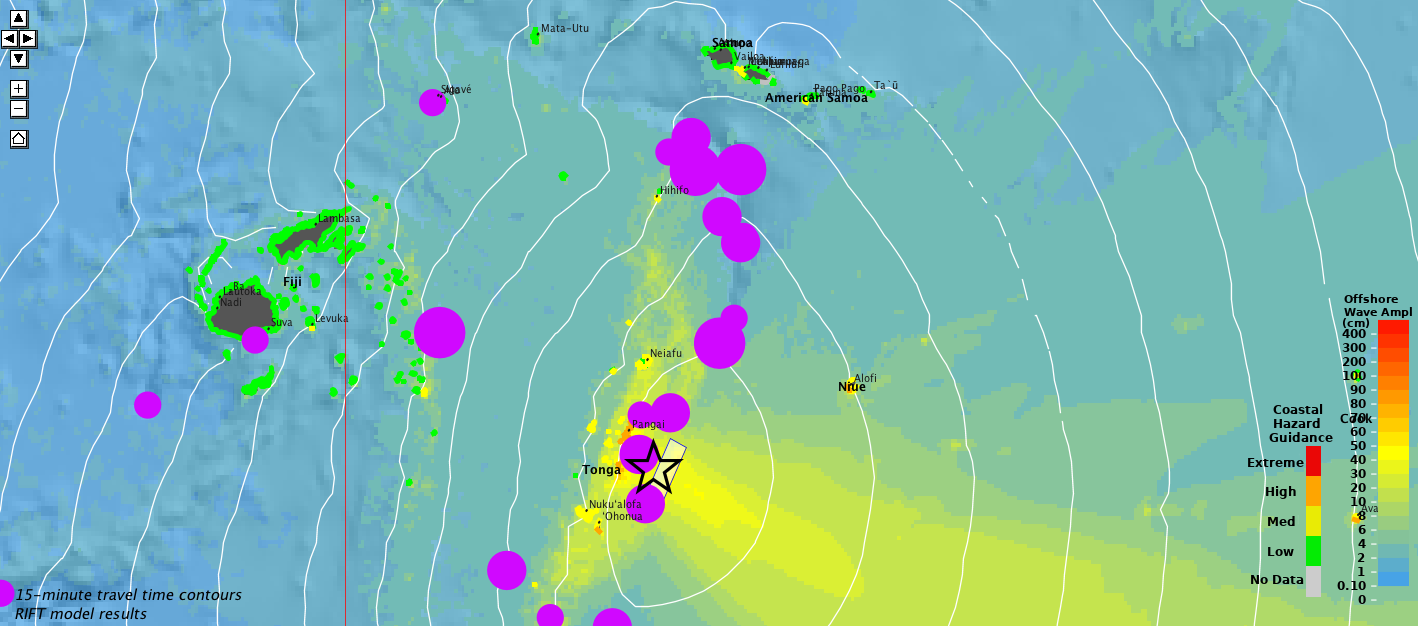 Mata-Utu
Samoa
Vailoa
Pago Pago
Ta`ū
American Samoa
Hihifo
Lambasa
Fiji
Ra
Lautoka
Nadi
Suva
Levuka
Neiafu
Alofi
Niue
Pangai
Tonga
Nuku'alofa
'Ohonua
Cook
Ava
Offshore
Wave Ampl
(cm)
400
300
200
100
90
80
70
60
50
40
30
20
10
8
6
4
2
1
0.10
0
Coastal
Hazard
Guidance
Extreme
High
Med
Low
No Data
15-minute travel time contours
RIFT model results